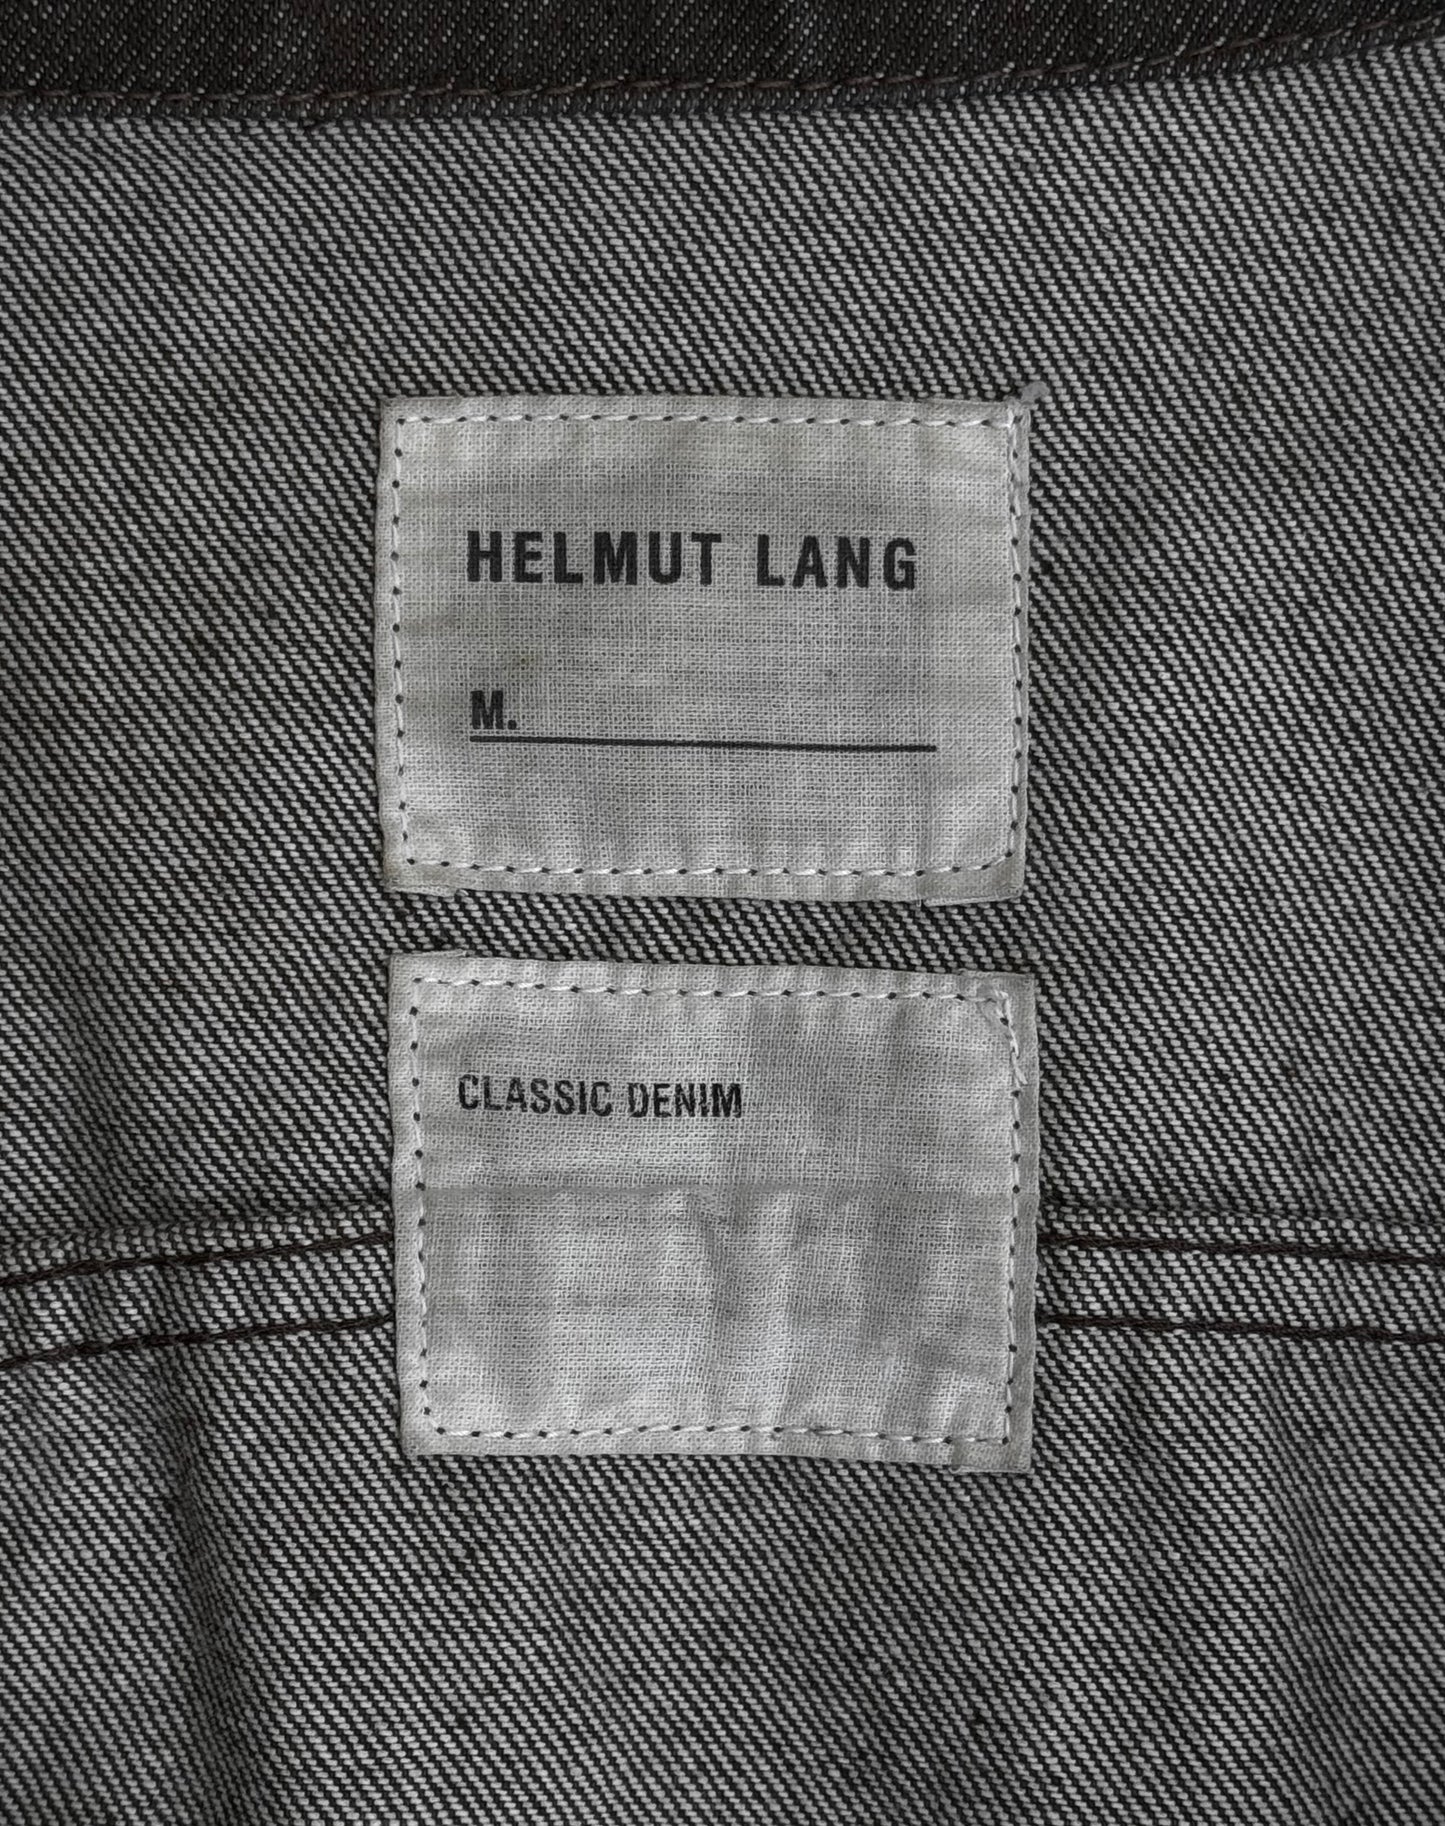 HELMUT LANG
M.
CLASSIC DENIM